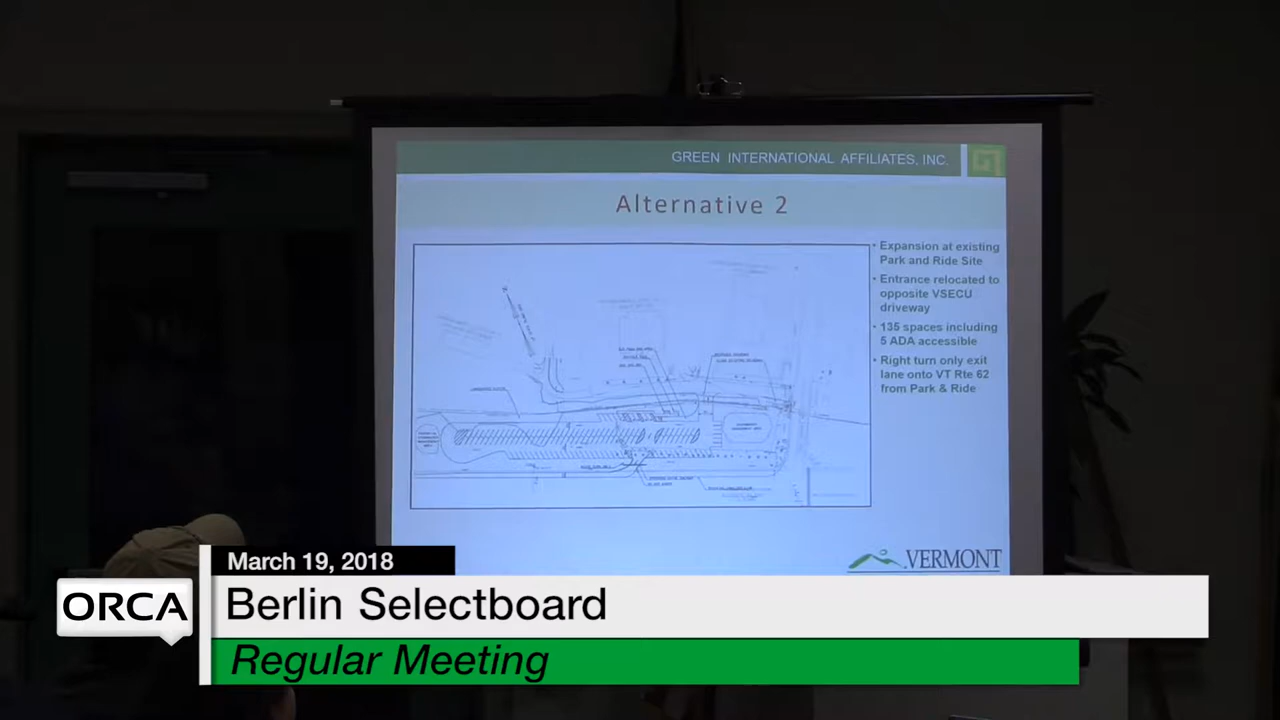 GREEN INTERNATIONAL AFFILIATES, INC.
Alternative 2
• Expansion at existing
Park and Ride Site
• Entrance relocated to
opposite VSECU
driveway
• 135 spaces including
5 ADA accessible
• Right turn only exit
lane onto VT Rte 62
from Park & Ride
VERMONT
March 19, 2018
ORCA
Berlin Selectboard
Regular Meeting